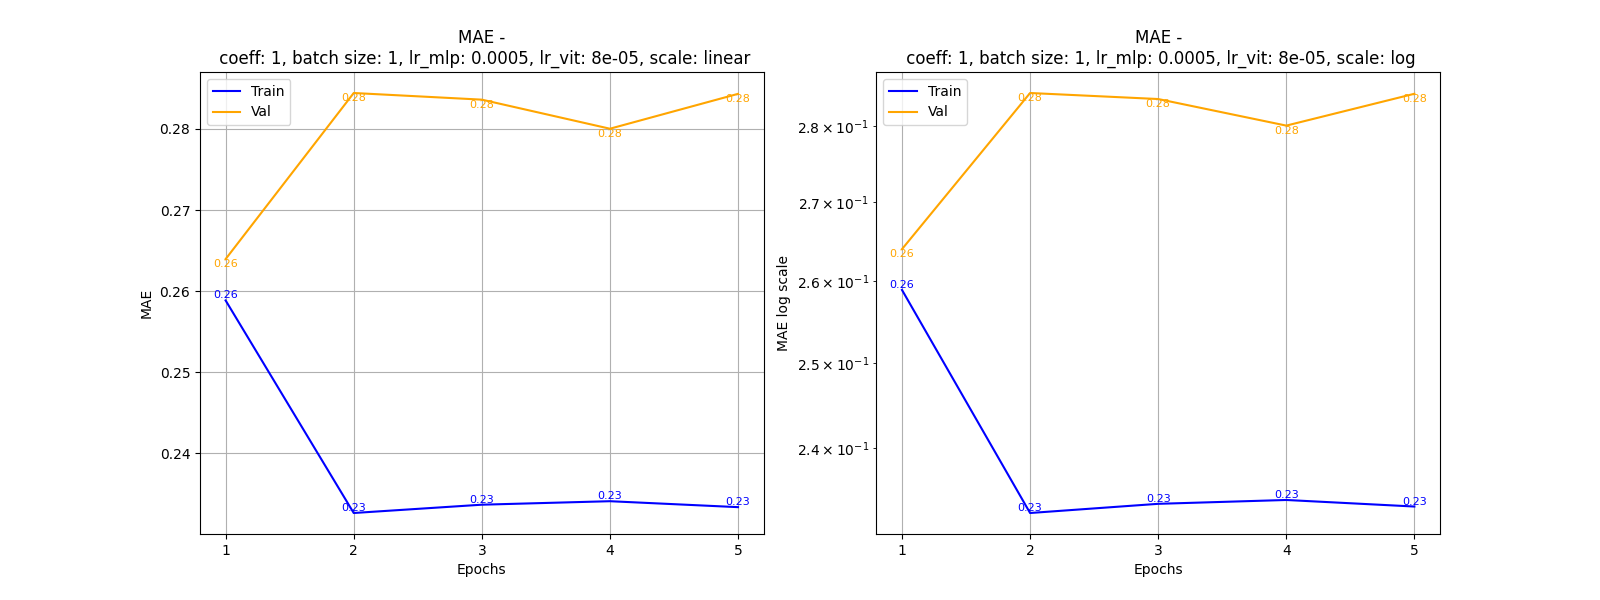 MAE -
coeff: 1, batch size: 1, lr_mlp: 0.0005, lr_vit: 8e-05, scale: linear
Train
Val
0.28
0.27
0.26
0.25
0.24
MAE
0.28
0.28
0.28
0.28
0.26
0.26
0.23
0.23
0.23
0.23
1
2
3
4
5
Epochs
MAE -
coeff: 1, batch size: 1, lr_mlp: 0.0005, lr_vit: 8e-05, scale: log
Train
Val
2.8 × 10⁻¹
2.7 × 10⁻¹
2.6 × 10⁻¹
2.5 × 10⁻¹
2.4 × 10⁻¹
MAE log scale
0.28
0.28
0.28
0.28
0.26
0.26
0.23
0.23
0.23
0.23
1
2
3
4
5
Epochs